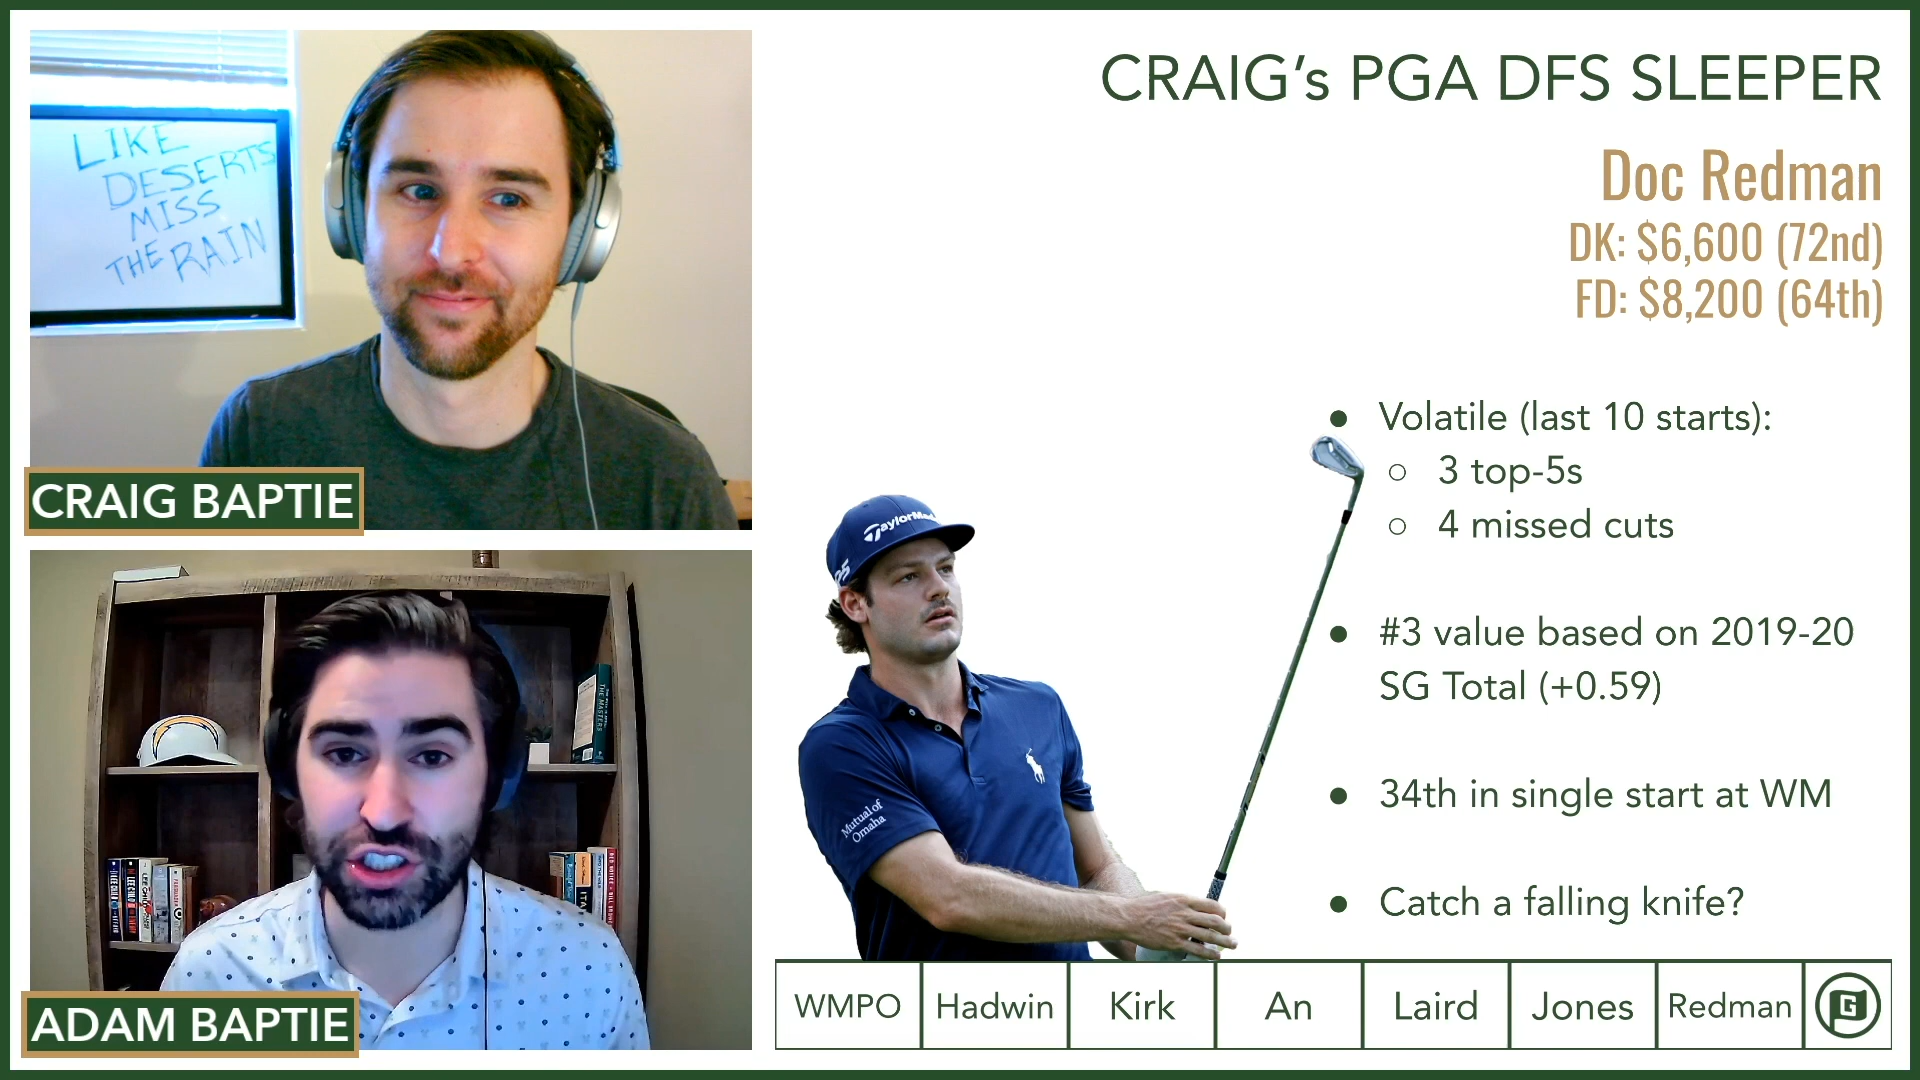 LIKE
DESERTS
MISS
THE RAIN
CRAIG BAPTIE
THE MASTERS
ADAM BAPTIE
CRAIG's PGA DFS SLEEPER
Doc Redman
DK: $6,600 (72nd)
FD: $8,200 (64th)
● Volatile (last 10 starts):
○ 3 top-5s
○ 4 missed cuts
● #3 value based on 2019-20
SG Total (+0.59)
● 34th in single start at WM
● Catch a falling knife?
TaylorMade
Mutual of
Omaha
WMPO Hadwin Kirk An Laird Jones Redman G